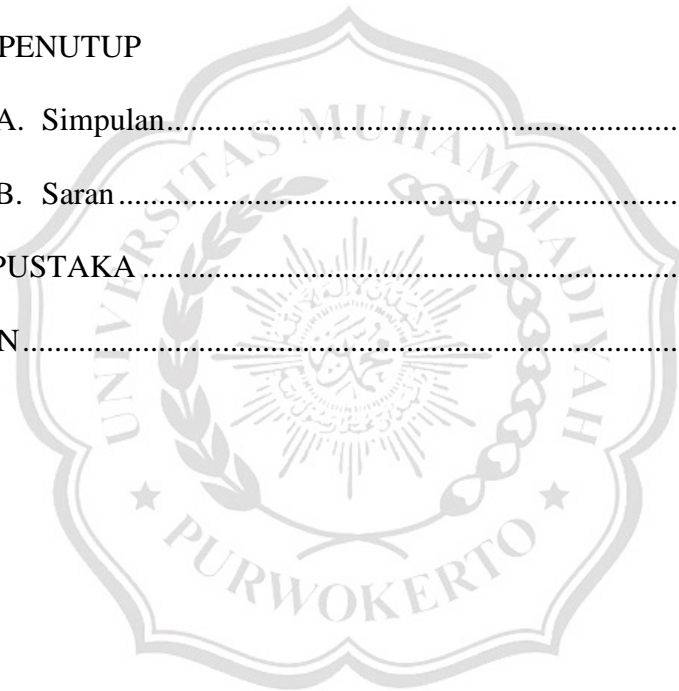 PENUTUP
A. Simpulan....................................................................
B. Saran.........................................................................
PUSTAKA......................................................................
N.....................................................................................
UNIVERSITAS MUHAMMADIYAH
PURWOKERTO